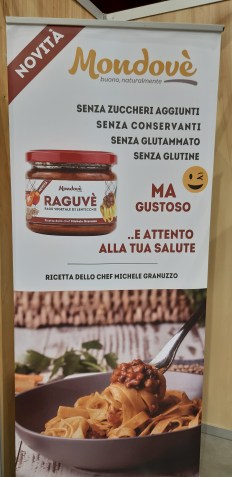 NOVITÀ
Mondovè
buono, naturalmente
SENZA ZUCCHERI AGGIUNTI
SENZA CONSERVANTI
SENZA GLUTAMMATO
SENZA GLUTINE
Mondovè
RAGUVÈ
MA
GUSTOSO
..E ATTENTO
ALLA TUA SALUTE
RICETTA DELLO CHEF MICHELE GRANUZZO